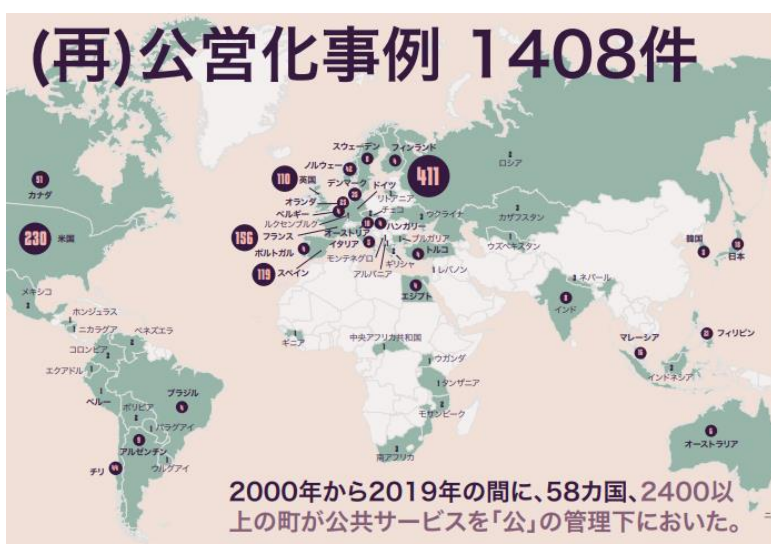 (再)公営化事例 1408件
スウェーデン
フィンランド
ノルウェー
42
411
ロシア
110 英国
デンマーク
ドイツ
51
カナダ
オランダ
リトアニア
ベルギー
チェコ
カザフスタン
ルクセンブルグ
ウクライナ
オーストリア
ハンガリー
230 米国
156 フランス
イタリア
ブルガリア
ウズベキスタン
韓国
日本
ポルトガル
モンテネグロ
トルコ
119 スペイン
ギリシャ
レバノン
アルバニア
ネパール
メキシコ
エジプト
インド
ホンジュラス
ニカラグア
ベネズエラ
ギニア
中央アフリカ共和国
マレーシア
フィリピン
コロンビア
ウガンダ
エクアドル
インドネシア
タンザニア
ペルー
ブラジル
ボリビア
モザンビーク
パラグアイ
オーストラリア
アルゼンチン
チリ 44
ウルグアイ
南アフリカ
2000年から2019年の間に、58カ国、2400以
上の町が公共サービスを「公」の管理下においた。